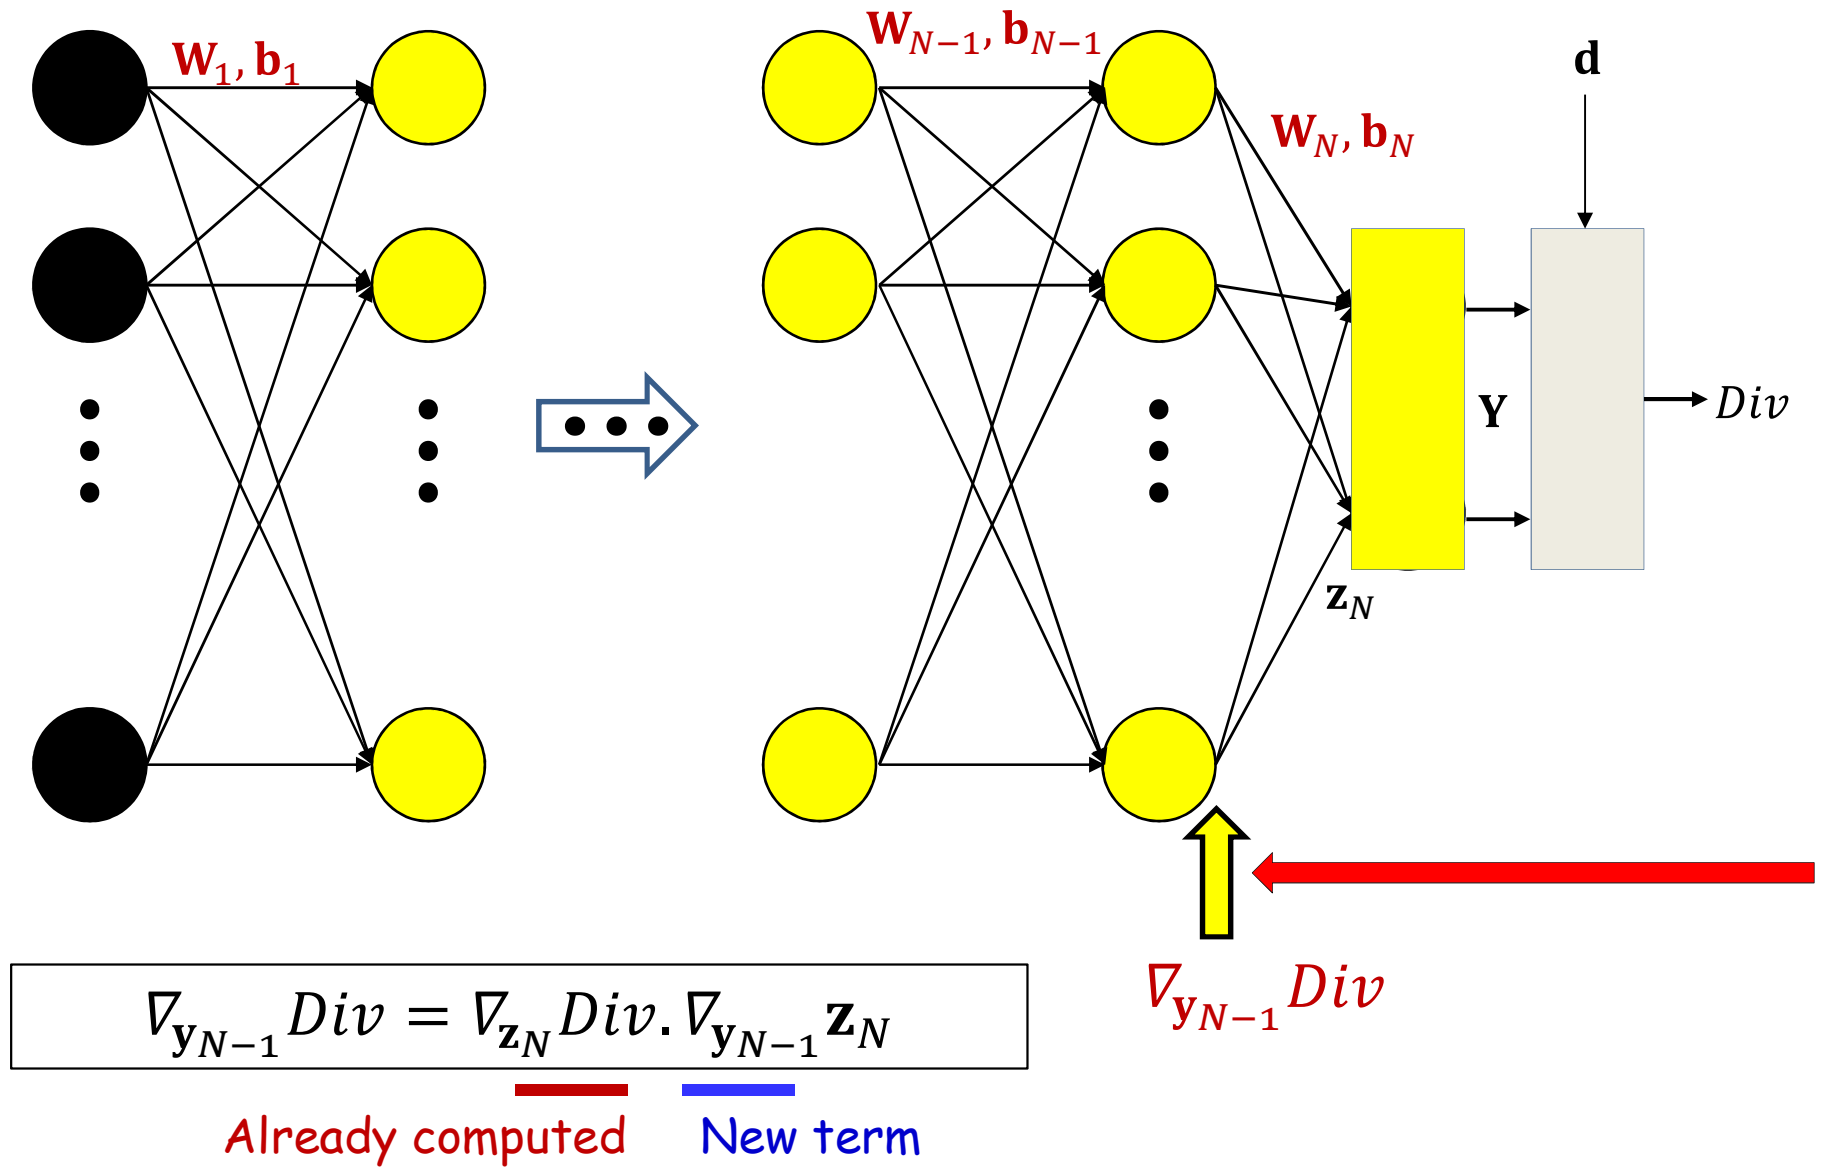 𝐖₁, 𝐛₁
𝐖_{N−1}, 𝐛_{N−1}
𝐝
𝐖_N, 𝐛_N
𝐘
Div
𝐳_N
∇_{𝐲_{N−1}} Div
∇_{𝐲_{N−1}} Div = ∇_{𝐳_N} Div. ∇_{𝐲_{N−1}} 𝐳_N
Already computed
New term